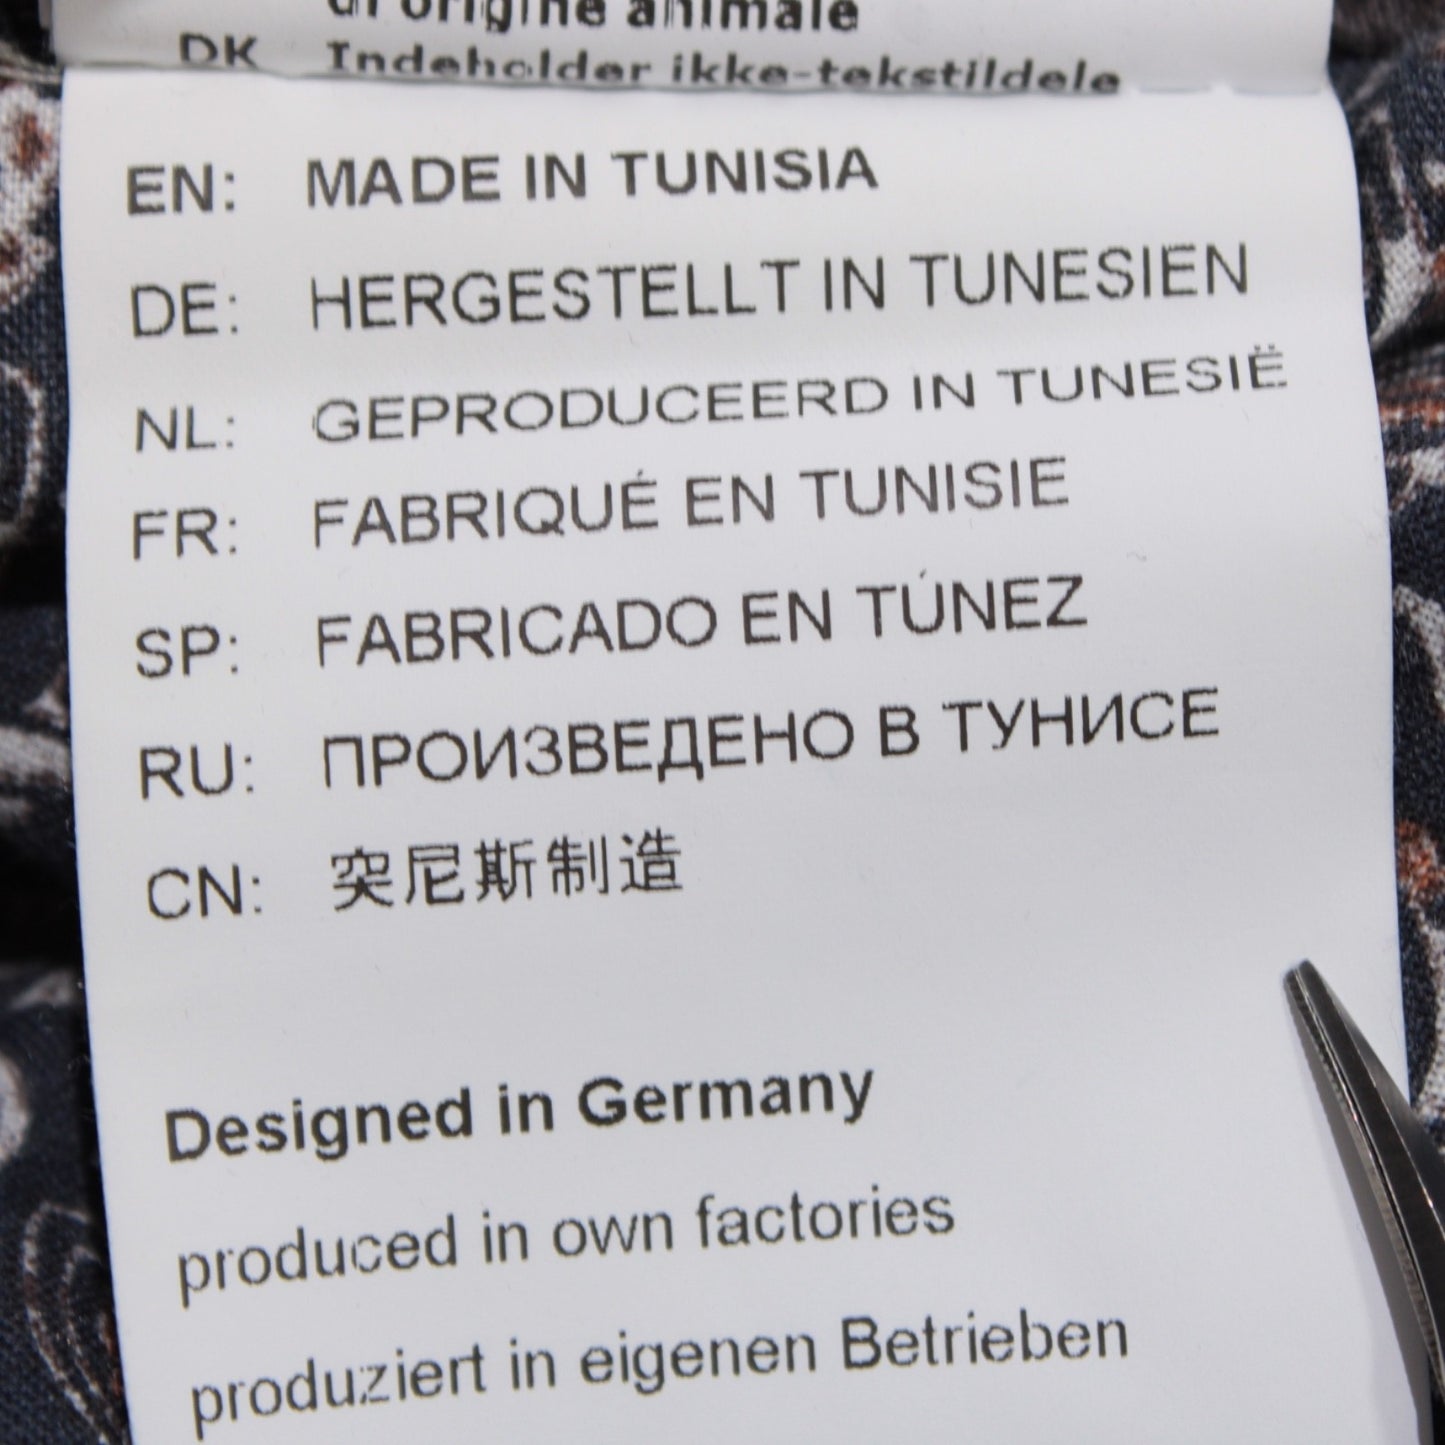 di origine animale
DK Indeholder ikke-tekstildele
EN: MADE IN TUNISIA
DE: HERGESTELLT IN TUNESIEN
NL: GEPRODUCEERD IN TUNESIË
FR: FABRIQUÉ EN TUNISIE
SP: FABRICADO EN TÚNEZ
RU: ПРОИЗВЕДЕНО В ТУНИСЕ
CN: 突尼斯制造
Designed in Germany
produced in own factories
produziert in eigenen Betrieben